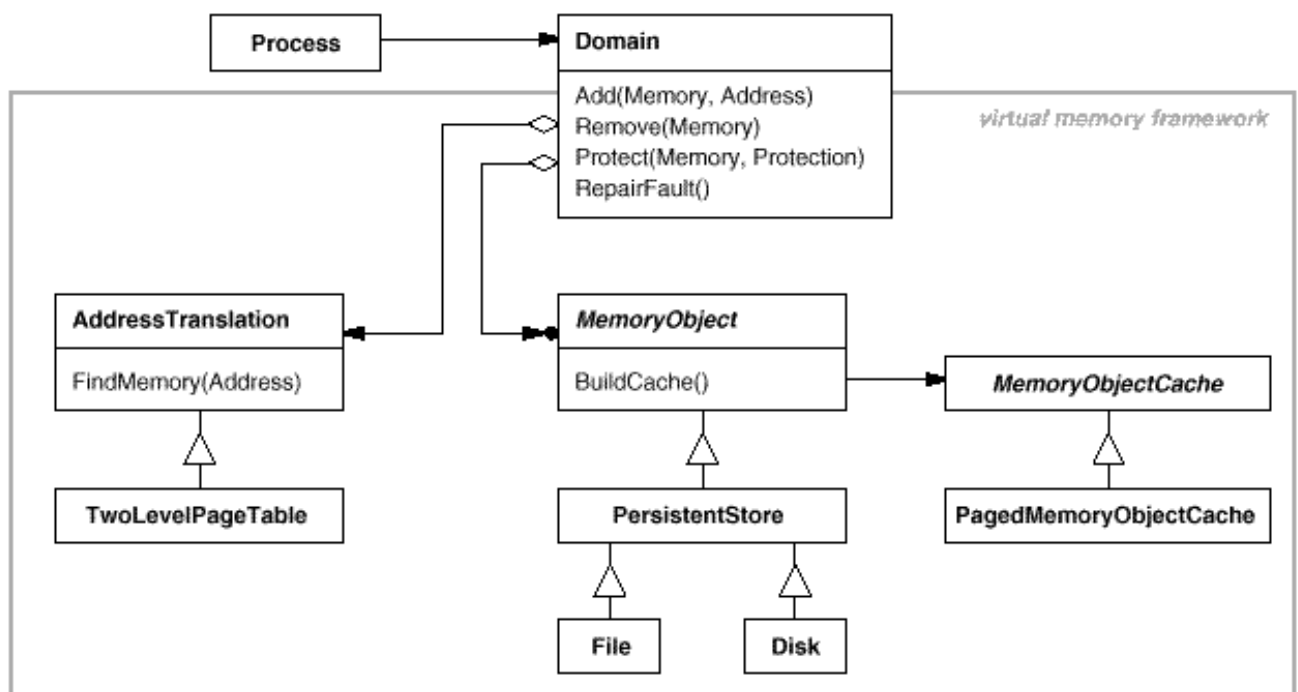 Process
Domain
Add(Memory, Address)
Remove(Memory)
Protect(Memory, Protection)
RepairFault()
virtual memory framework
AddressTranslation
FindMemory(Address)
MemoryObject
BuildCache()
MemoryObjectCache
TwoLevelPageTable
PersistentStore
PagedMemoryObjectCache
File
Disk